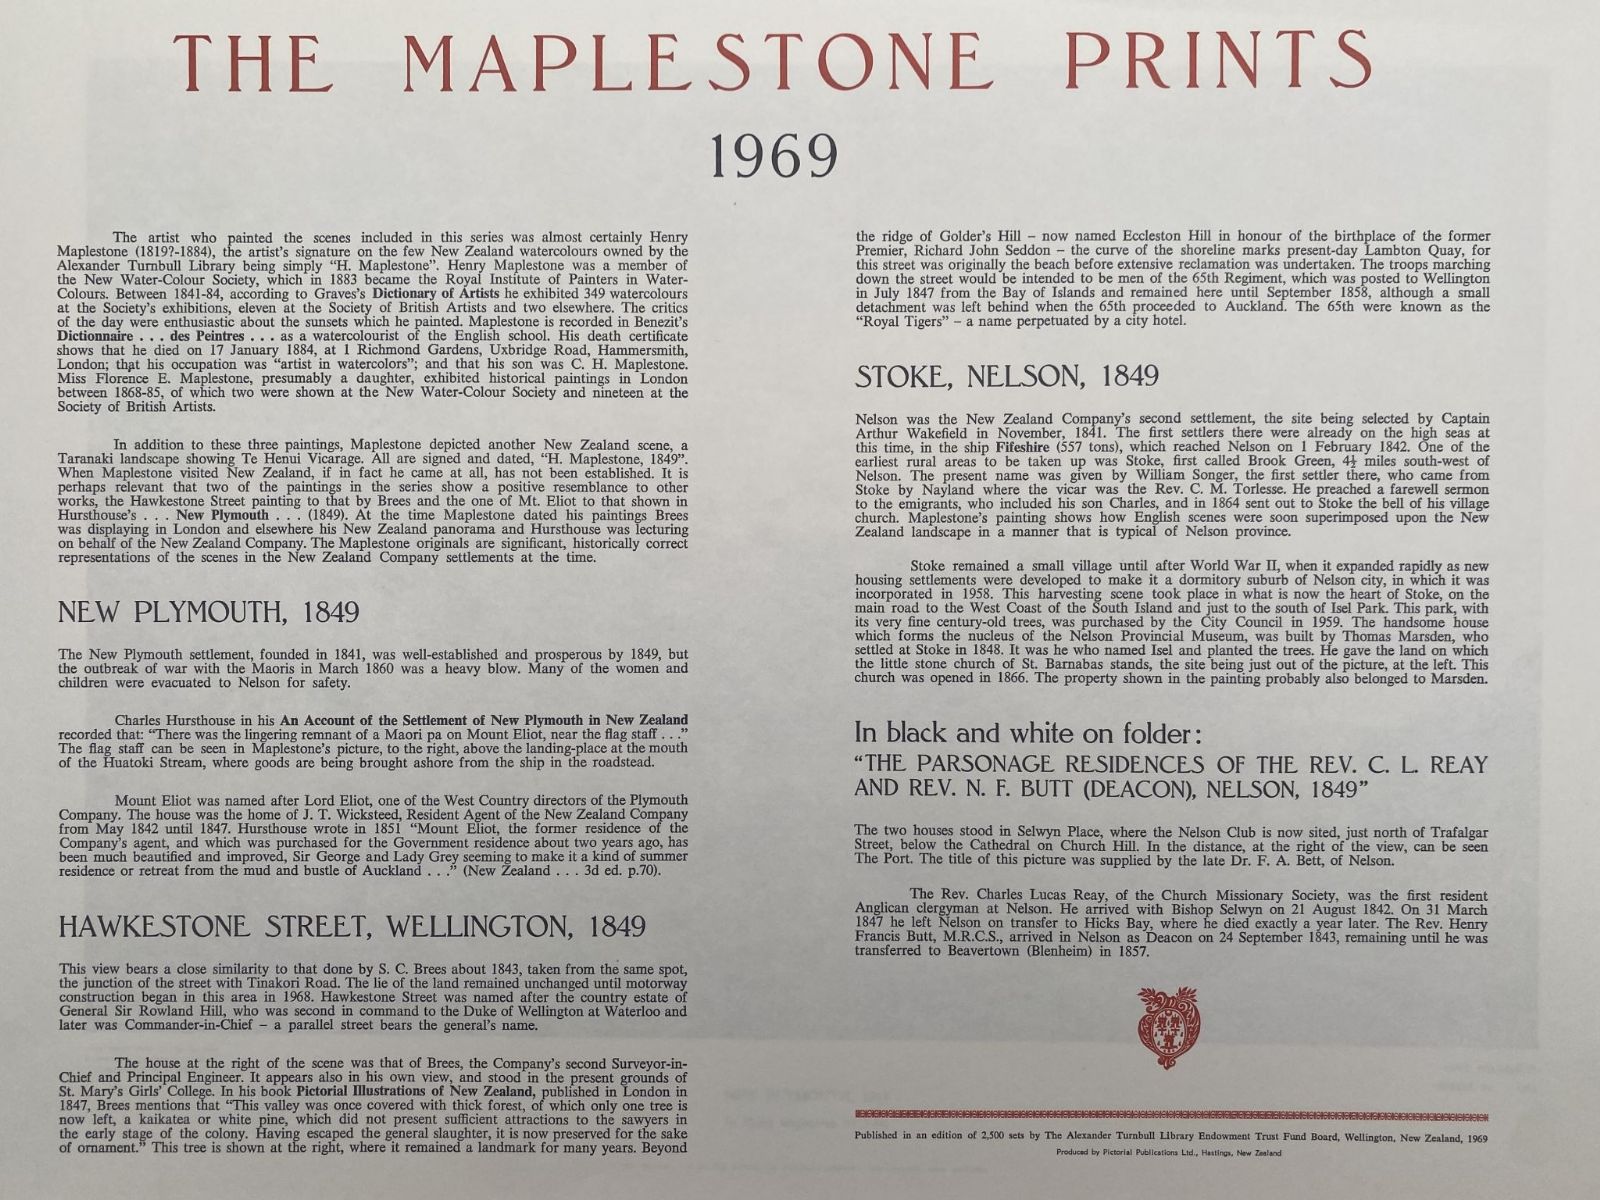 THE MAPLESTONE PRINTS
1969
The artist who painted the scenes included in this series was almost certainly Henry
Maplestone (1819?-1884), the artist's signature on the few New Zealand watercolours owned by the
Alexander Turnbull Library being simply “H. Maplestone”. Henry Maplestone was a member of
the New Water-Colour Society, which in 1883 became the Royal Institute of Painters in Water-
Colours. Between 1841-84, according to Graves's Dictionary of Artists he exhibited 349 watercolours
at the Society's exhibitions, eleven at the Society of British Artists and two elsewhere. The critics
of the day were enthusiastic about the sunsets which he painted. Maplestone is recorded in Benezit's
Dictionnaire . . . des Peintres . . . as a watercolourist of the English school. His death certificate
shows that he died on 17 January 1884, at 1 Richmond Gardens, Uxbridge Road, Hammersmith,
London; that his occupation was “artist in watercolors”; and that his son was C. H. Maplestone.
Miss Florence E. Maplestone, presumably a daughter, exhibited historical paintings in London
between 1868-85, of which two were shown at the New Water-Colour Society and nineteen at the
Society of British Artists.
In addition to these three paintings, Maplestone depicted another New Zealand scene, a
Taranaki landscape showing Te Henui Vicarage. All are signed and dated, “H. Maplestone, 1849”.
When Maplestone visited New Zealand, if in fact he came at all, has not been established. It is
perhaps relevant that two of the paintings in the series show a positive resemblance to other
works, the Hawkestone Street painting to that by Brees and the one of Mt. Eliot to that shown in
Hursthouse's . . . New Plymouth . . . (1849). At the time Maplestone dated his paintings Brees
was displaying in London and elsewhere his New Zealand panorama and Hursthouse was lecturing
on behalf of the New Zealand Company. The Maplestone originals are significant, historically correct
representations of the scenes in the New Zealand Company settlements at the time.
NEW PLYMOUTH, 1849
The New Plymouth settlement, founded in 1841, was well-established and prosperous by 1849, but
the outbreak of war with the Maoris in March 1860 was a heavy blow. Many of the women and
children were evacuated to Nelson for safety.
Charles Hursthouse in his An Account of the Settlement of New Plymouth in New Zealand
recorded that: “There was the lingering remnant of a Maori pa on Mount Eliot, near the flag staff . . .”
The flag staff can be seen in Maplestone's picture, to the right, above the landing-place at the mouth
of the Huatoki Stream, where goods are being brought ashore from the ship in the roadstead.
Mount Eliot was named after Lord Eliot, one of the West Country directors of the Plymouth
Company. The house was the home of J. T. Wicksteed, Resident Agent of the New Zealand Company
from May 1842 until 1847. Hursthouse wrote in 1851 “Mount Eliot, the former residence of the
Company's agent, and which was purchased for the Government residence about two years ago, has
been much beautified and improved, Sir George and Lady Grey seeming to make it a kind of summer
residence or retreat from the mud and bustle of Auckland . . .” (New Zealand . . . 3d ed. p.70).
HAWKESTONE STREET, WELLINGTON, 1849
This view bears a close similarity to that done by S. C. Brees about 1843, taken from the same spot,
the junction of the street with Tinakori Road. The lie of the land remained unchanged until motorway
construction began in this area in 1968. Hawkestone Street was named after the country estate of
General Sir Rowland Hill, who was second in command to the Duke of Wellington at Waterloo and
later was Commander-in-Chief – a parallel street bears the general's name.
The house at the right of the scene was that of Brees, the Company's second Surveyor-in-
Chief and Principal Engineer. It appears also in his own view, and stood in the present grounds of
St. Mary's Girls' College. In his book Pictorial Illustrations of New Zealand, published in London in
1847, Brees mentions that “This valley was once covered with thick forest, of which only one tree is
now left, a kaikatea or white pine, which did not present sufficient attractions to the sawyers in
the early stage of the colony. Having escaped the general slaughter, it is now preserved for the sake
of ornament.” This tree is shown at the right, where it remained a landmark for many years. Beyond
the ridge of Golder's Hill – now named Eccleston Hill in honour of the birthplace of the former
Premier, Richard John Seddon – the curve of the shoreline marks present-day Lambton Quay, for
this street was originally the beach before extensive reclamation was undertaken. The troops marching
down the street would be intended to be men of the 65th Regiment, which was posted to Wellington
in July 1847 from the Bay of Islands and remained here until September 1858, although a small
detachment was left behind when the 65th proceeded to Auckland. The 65th were known as the
“Royal Tigers” – a name perpetuated by a city hotel.
STOKE, NELSON, 1849
Nelson was the New Zealand Company's second settlement, the site being selected by Captain
Arthur Wakefield in November, 1841. The first settlers there were already on the high seas at
this time, in the ship Fifeshire (557 tons), which reached Nelson on 1 February 1842. One of the
earliest rural areas to be taken up was Stoke, first called Brook Green, 4½ miles south-west of
Nelson. The present name was given by William Songer, the first settler there, who came from
Stoke by Nayland where the vicar was the Rev. C. M. Torlesse. He preached a farewell sermon
to the emigrants, who included his son Charles, and in 1864 sent out to Stoke the bell of his village
church. Maplestone's painting shows how English scenes were soon superimposed upon the New
Zealand landscape in a manner that is typical of Nelson province.
Stoke remained a small village until after World War II, when it expanded rapidly as new
housing settlements were developed to make it a dormitory suburb of Nelson city, in which it was
incorporated in 1958. This harvesting scene took place in what is now the heart of Stoke, on the
main road to the West Coast of the South Island and just to the south of Isel Park. This park, with
its very fine century-old trees, was purchased by the City Council in 1959. The handsome house
which forms the nucleus of the Nelson Provincial Museum, was built by Thomas Marsden, who
settled at Stoke in 1848. It was he who named Isel and planted the trees. He gave the land on which
the little stone church of St. Barnabas stands, the site being just out of the picture, at the left. This
church was opened in 1866. The property shown in the painting probably also belonged to Marsden.
In black and white on folder:
“THE PARSONAGE RESIDENCES OF THE REV. C. L. REAY
AND REV. N. F. BUTT (DEACON), NELSON, 1849”
The two houses stood in Selwyn Place, where the Nelson Club is now sited, just north of Trafalgar
Street, below the Cathedral on Church Hill. In the distance, at the right of the view, can be seen
The Port. The title of this picture was supplied by the late Dr. F. A. Bett, of Nelson.
The Rev. Charles Lucas Reay, of the Church Missionary Society, was the first resident
Anglican clergyman at Nelson. He arrived with Bishop Selwyn on 21 August 1842. On 31 March
1847 he left Nelson on transfer to Hicks Bay, where he died exactly a year later. The Rev. Henry
Francis Butt, M.R.C.S., arrived in Nelson as Deacon on 24 September 1843, remaining until he was
transferred to Beavertown (Blenheim) in 1857.
Published in an edition of 2,500 sets by The Alexander Turnbull Library Endowment Trust Fund Board, Wellington, New Zealand, 1969
Produced by Pictorial Publications Ltd., Hastings, New Zealand